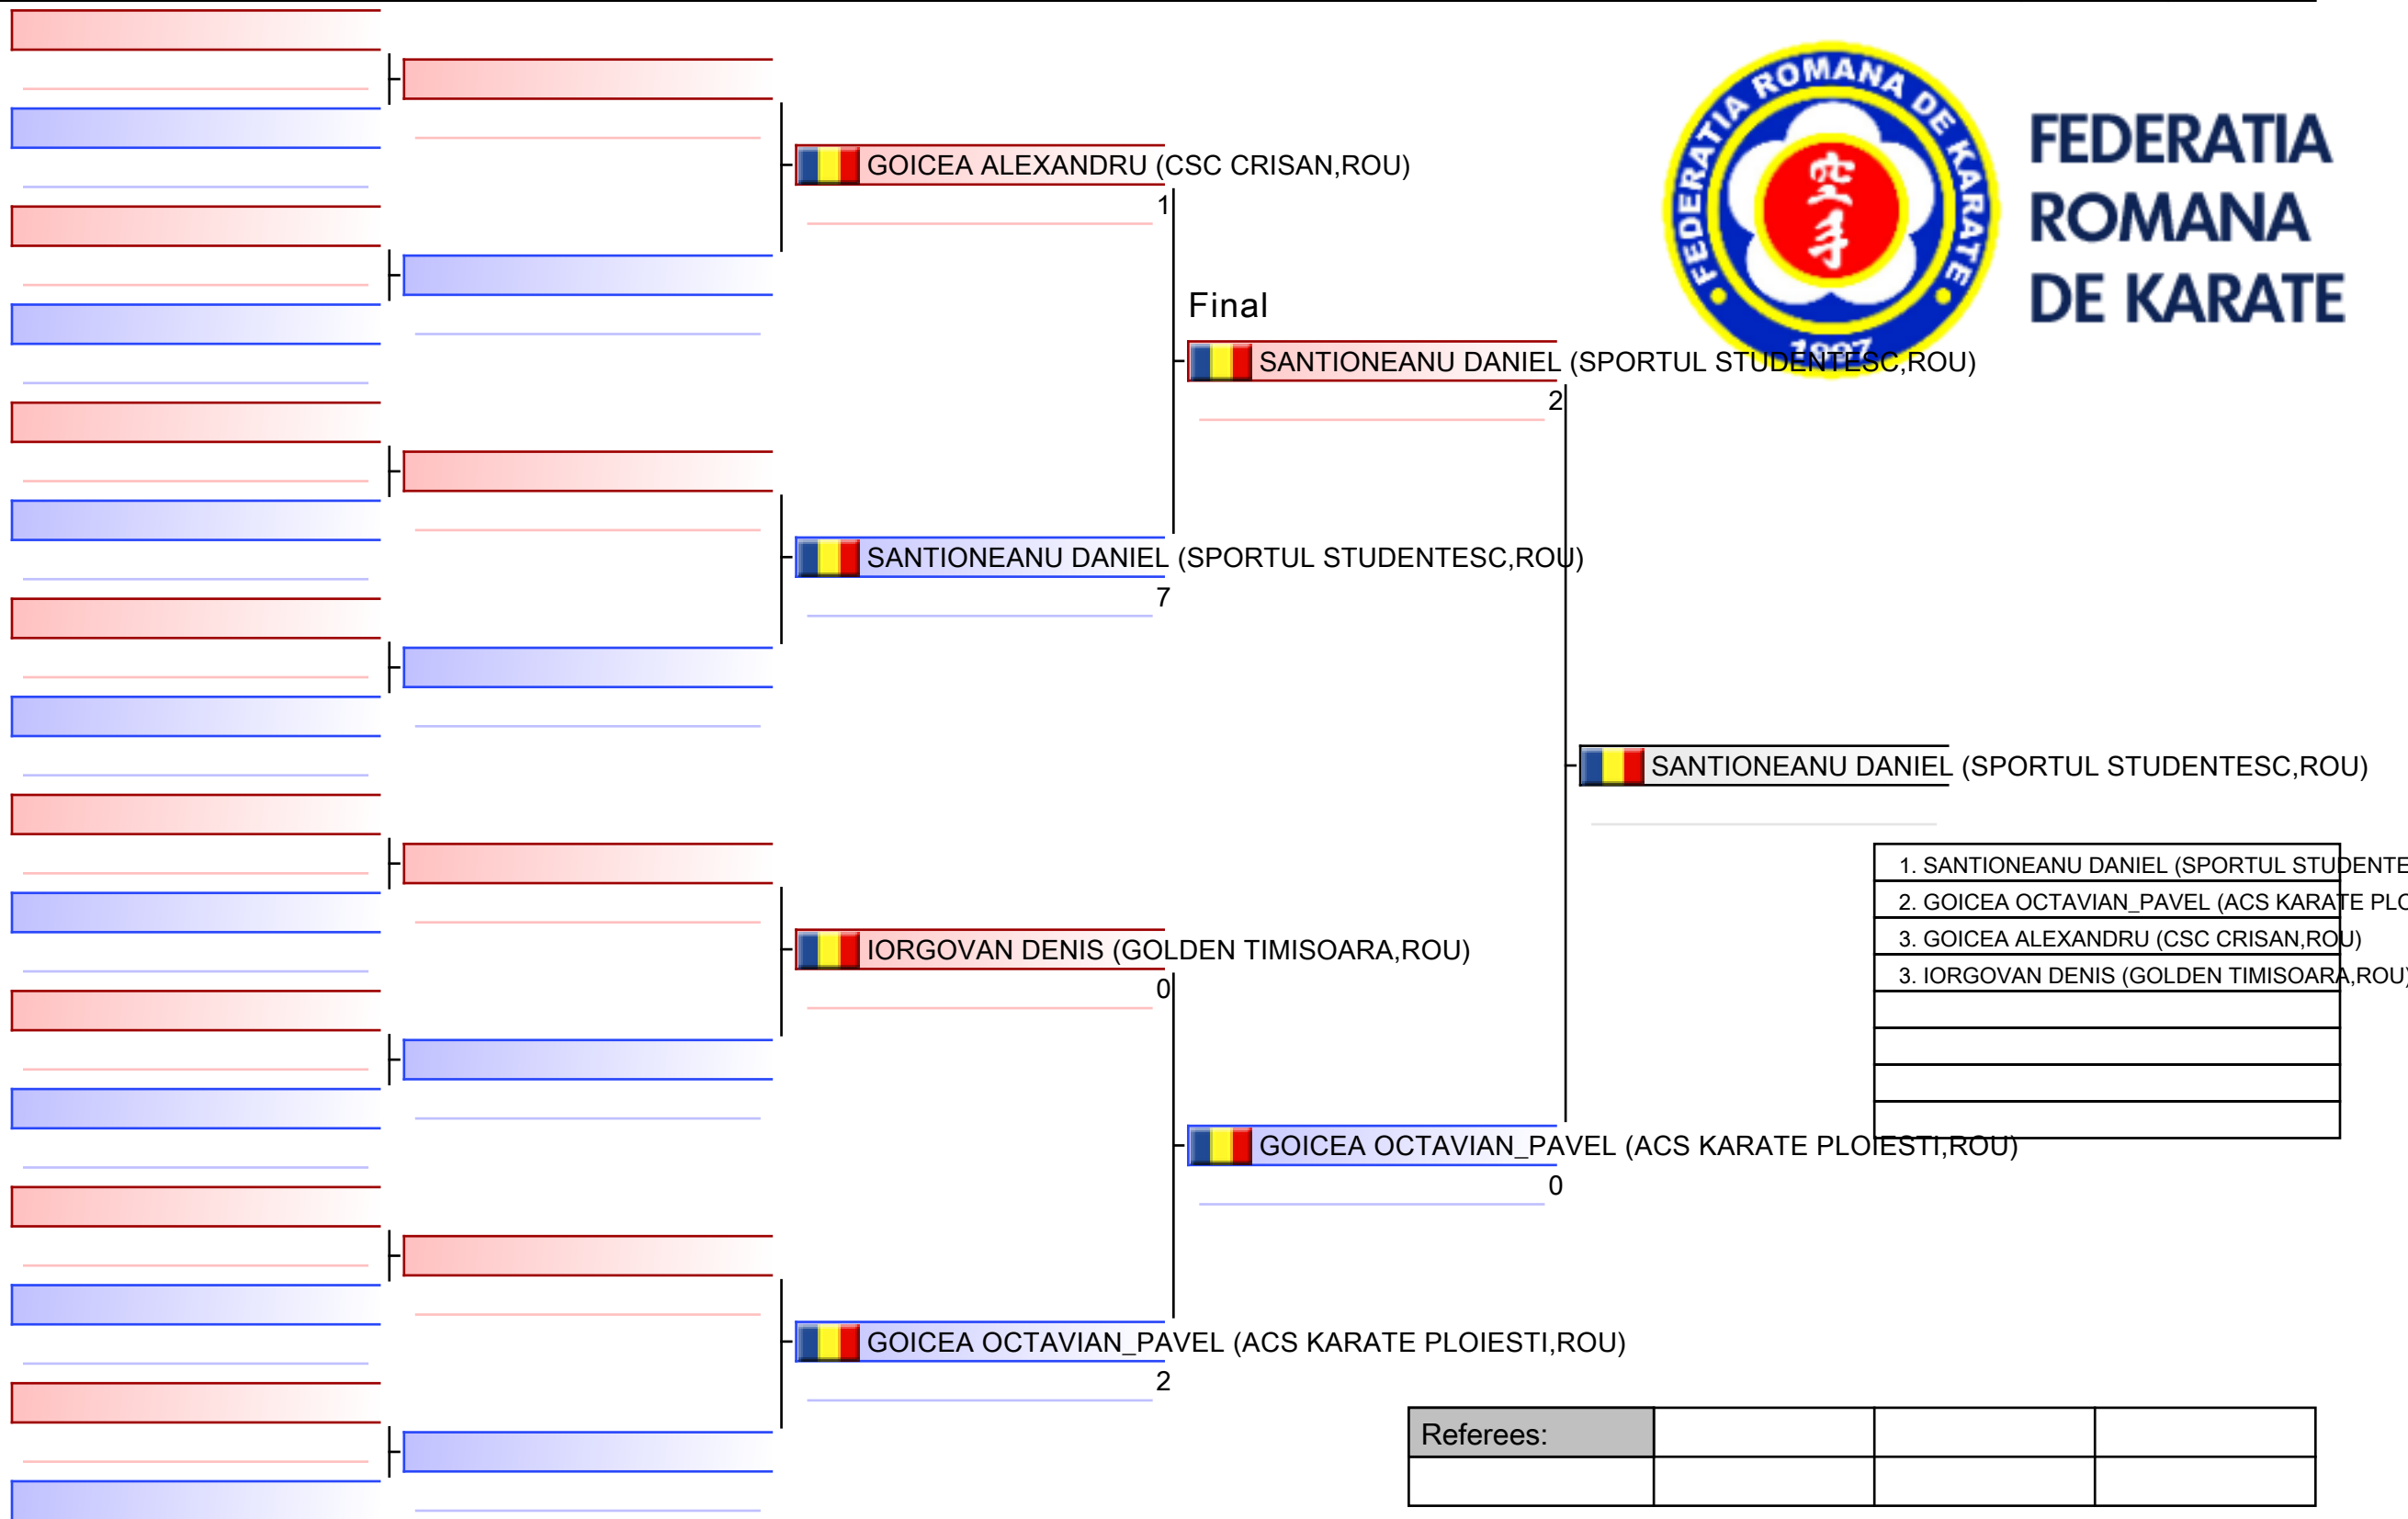 FEDERATIA ROMANA DE KARATE
空手
1997
FEDERATIA
ROMANA
DE KARATE
GOICEA ALEXANDRU (CSC CRISAN,ROU)
1
Final
SANTIONEANU DANIEL (SPORTUL STUDENTESC,ROU)
2
SANTIONEANU DANIEL (SPORTUL STUDENTESC,ROU)
7
SANTIONEANU DANIEL (SPORTUL STUDENTESC,ROU)
1. SANTIONEANU DANIEL (SPORTUL STUDENTE
2. GOICEA OCTAVIAN_PAVEL (ACS KARATE PLO
3. GOICEA ALEXANDRU (CSC CRISAN,ROU)
3. IORGOVAN DENIS (GOLDEN TIMISOARA,ROU)
IORGOVAN DENIS (GOLDEN TIMISOARA,ROU)
0
GOICEA OCTAVIAN_PAVEL (ACS KARATE PLOIESTI,ROU)
0
GOICEA OCTAVIAN_PAVEL (ACS KARATE PLOIESTI,ROU)
2
Referees: